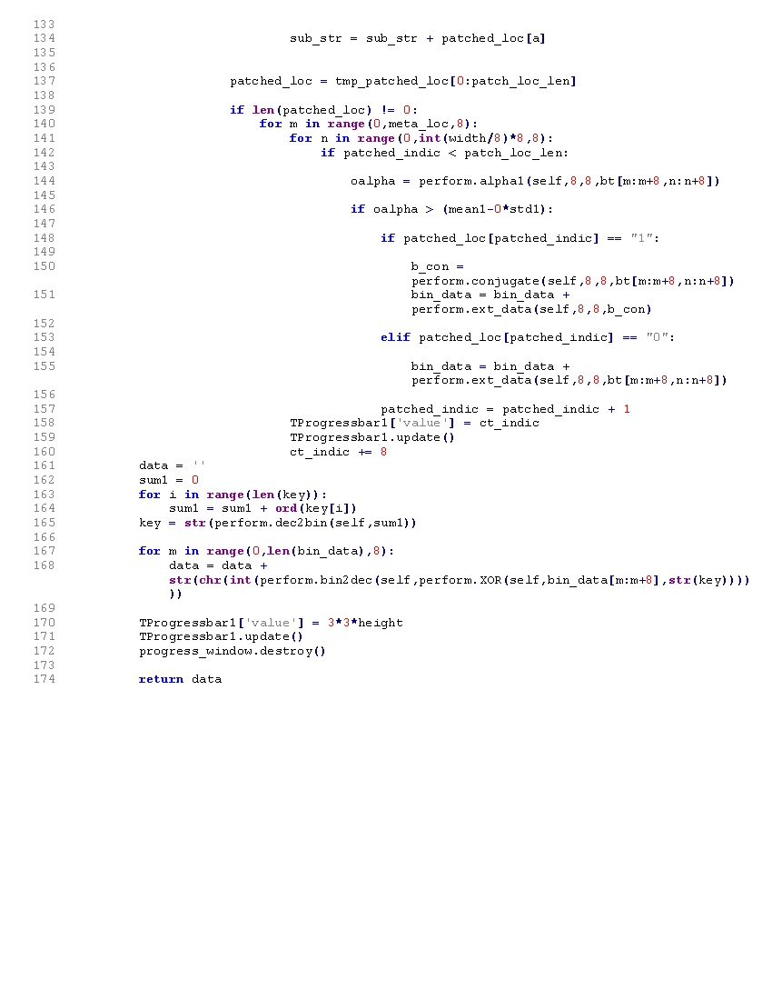 133
134 sub_str = sub_str + patched_loc[a]
135
136
137 patched_loc = tmp_patched_loc[0:patch_loc_len]
138
139 if len(patched_loc) != 0:
140 for m in range(0,meta_loc,8):
141 for n in range(0,int(width/8)*8,8):
142 if patched_indic < patch_loc_len:
143
144 oalpha = perform.alpha1(self,8,8,bt[m:m+8,n:n+8])
145
146 if oalpha > (mean1-0*std1):
147
148 if patched_loc[patched_indic] == "1":
149
150 b_con =
perform.conjugate(self,8,8,bt[m:m+8,n:n+8])
151 bin_data = bin_data +
perform.ext_data(self,8,8,b_con)
152
153 elif patched_loc[patched_indic] == "0":
154
155 bin_data = bin_data +
perform.ext_data(self,8,8,bt[m:m+8,n:n+8])
156
157 patched_indic = patched_indic + 1
158 TProgressbar1['value'] = ct_indic
159 TProgressbar1.update()
160 ct_indic += 8
161 data = ''
162 sum1 = 0
163 for i in range(len(key)):
164 sum1 = sum1 + ord(key[i])
165 key = str(perform.dec2bin(self,sum1))
166
167 for m in range(0,len(bin_data),8):
168 data = data +
str(chr(int(perform.bin2dec(self,perform.XOR(self,bin_data[m:m+8],str(key))))
))
169
170 TProgressbar1['value'] = 3*3*height
171 TProgressbar1.update()
172 progress_window.destroy()
173
174 return data